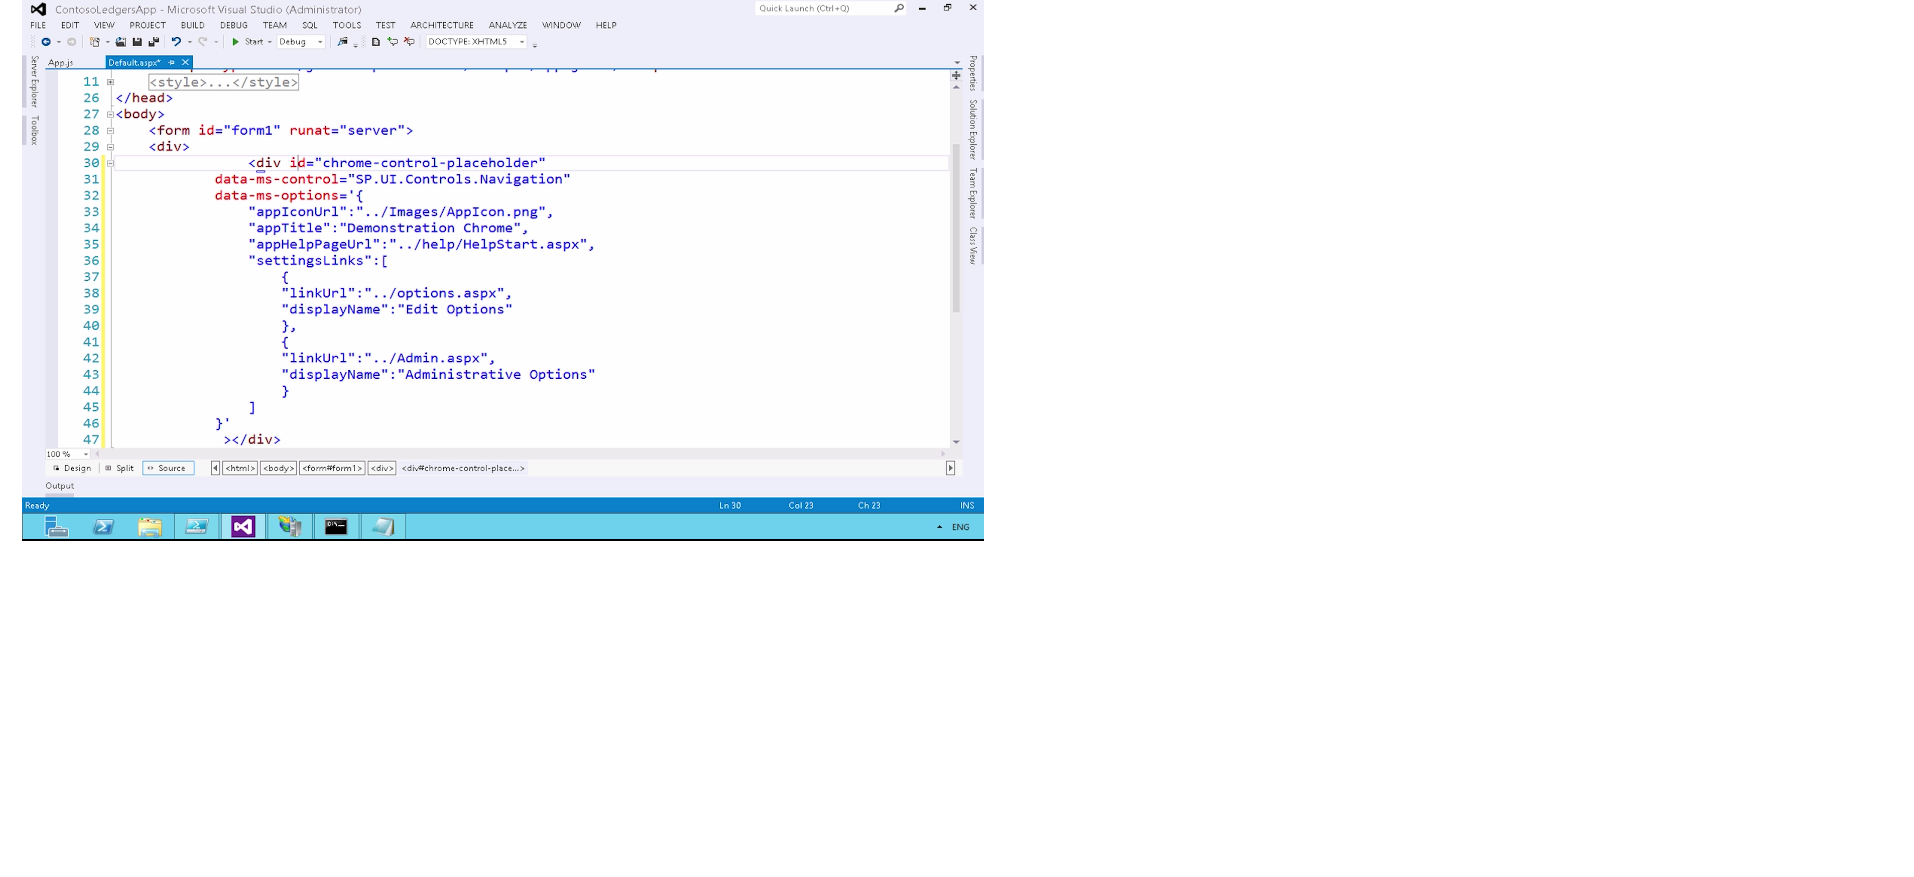 ContosoLedgersApp - Microsoft Visual Studio (Administrator)
Quick Launch (Ctrl+Q)
FILE EDIT VIEW PROJECT BUILD DEBUG TEAM SQL TOOLS TEST ARCHITECTURE ANALYZE WINDOW HELP
Start Debug DOCTYPE: XHTML5
App.js Default.aspx*
Server Explorer
Toolbox
Properties
Solution Explorer
Team Explorer
Class View
11 <style>...</style>
26 </head>
27 <body>
28 <form id="form1" runat="server">
29 <div>
30 <div id="chrome-control-placeholder"
31 data-ms-control="SP.UI.Controls.Navigation"
32 data-ms-options='{
33 "appIconUrl":"../Images/AppIcon.png",
34 "appTitle":"Demonstration Chrome",
35 "appHelpPageUrl":"../help/HelpStart.aspx",
36 "settingsLinks":[
37 {
38 "linkUrl":"../options.aspx",
39 "displayName":"Edit Options"
40 },
41 {
42 "linkUrl":"../Admin.aspx",
43 "displayName":"Administrative Options"
44 }
45 ]
46 }'
47 ></div>
100 %
Design Split Source <html> <body> <form#form1> <div> <div#chrome-control-place...>
Output
Ready Ln 30 Col 23 Ch 23 INS
ENG